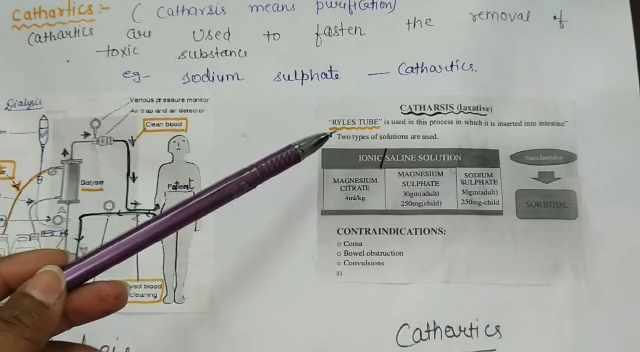 Cathartics:- ( Catharsis means purification)
Cathartics are used to fasten the removal of
toxic substance
eg- sodium sulphate — Cathartics.
Dialysis
Venous pressure monitor
Air trap and air detector
Clean blood
Dialyser
Patient
cleaning
CATHARSIS (laxative)
"RYLES TUBE" is used in this process in which it is inserted into intestine"
Two types of solutions are used.
IONIC SALINE SOLUTION
MAGNESIUM CITRATE 4ml/kg
MAGNESIUM SULPHATE 30gm(adult) 250mg(child)
SODIUM SULPHATE 30gm(adult) 250mg-child
Saccharides
SORBITOL
CONTRAINDICATIONS:
o Coma
o Bowel obstruction
o Convulsions
Cathartics